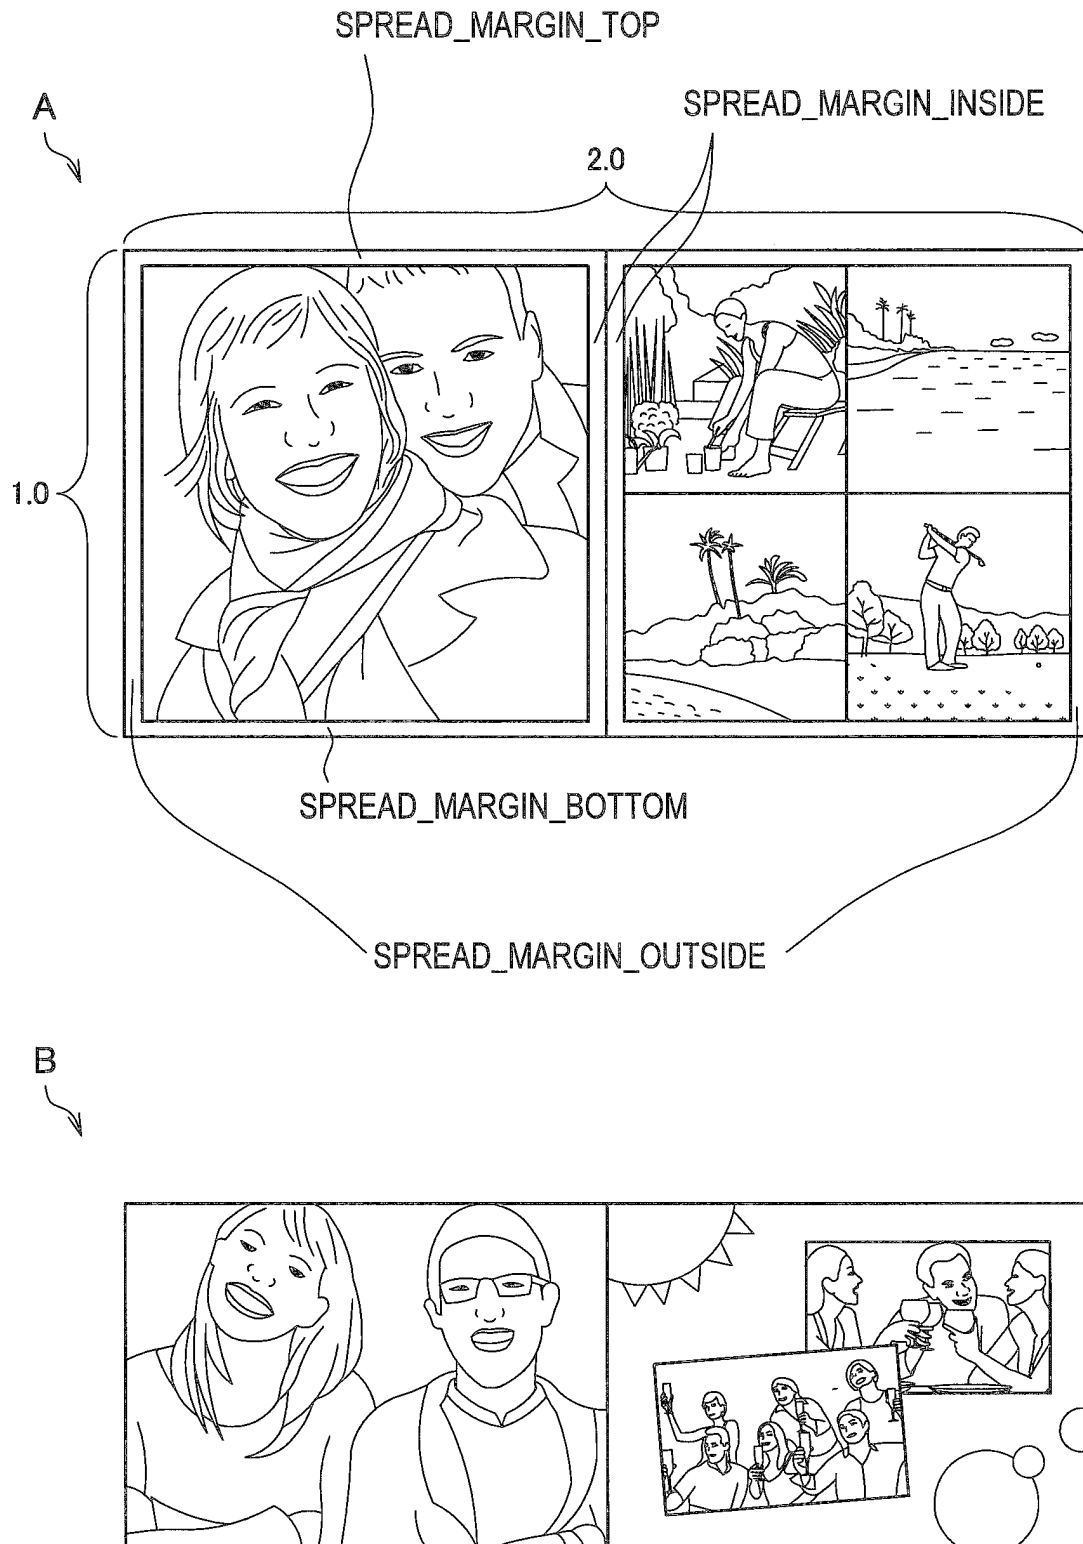 SPREAD_MARGIN_TOP
A
SPREAD_MARGIN_INSIDE
2.0
1.0
SPREAD_MARGIN_BOTTOM
SPREAD_MARGIN_OUTSIDE
B